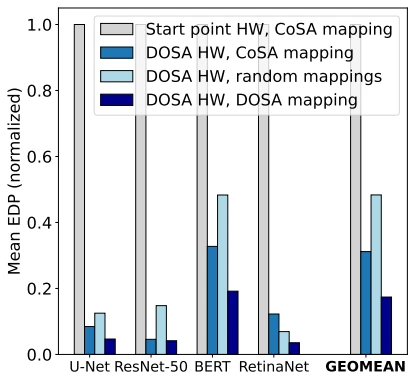 Start point HW, CoSA mapping
DOSA HW, CoSA mapping
DOSA HW, random mappings
DOSA HW, DOSA mapping
Mean EDP (normalized)
1.0
0.8
0.6
0.4
0.2
0.0
U-Net ResNet-50 BERT RetinaNet GEOMEAN